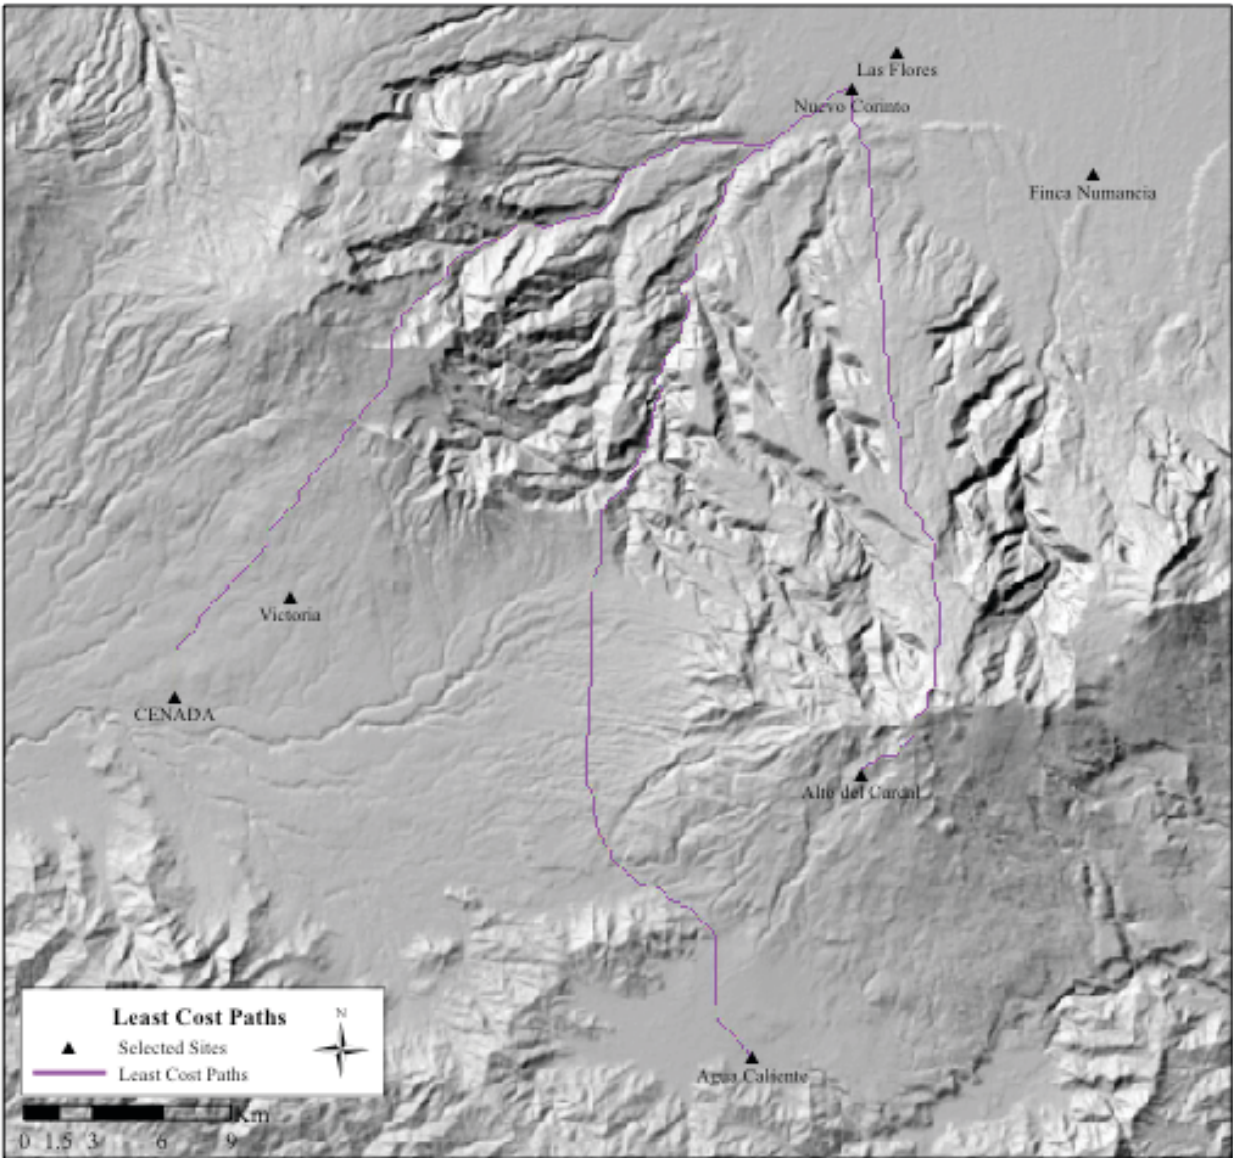 Las Flores
Nuevo Corinto
Finca Numancia
Victoria
CENADA
Alto del Cardal
Agua Caliente
Least Cost Paths
N
Selected Sites
Least Cost Paths
Km
0 1.5 3 6 9